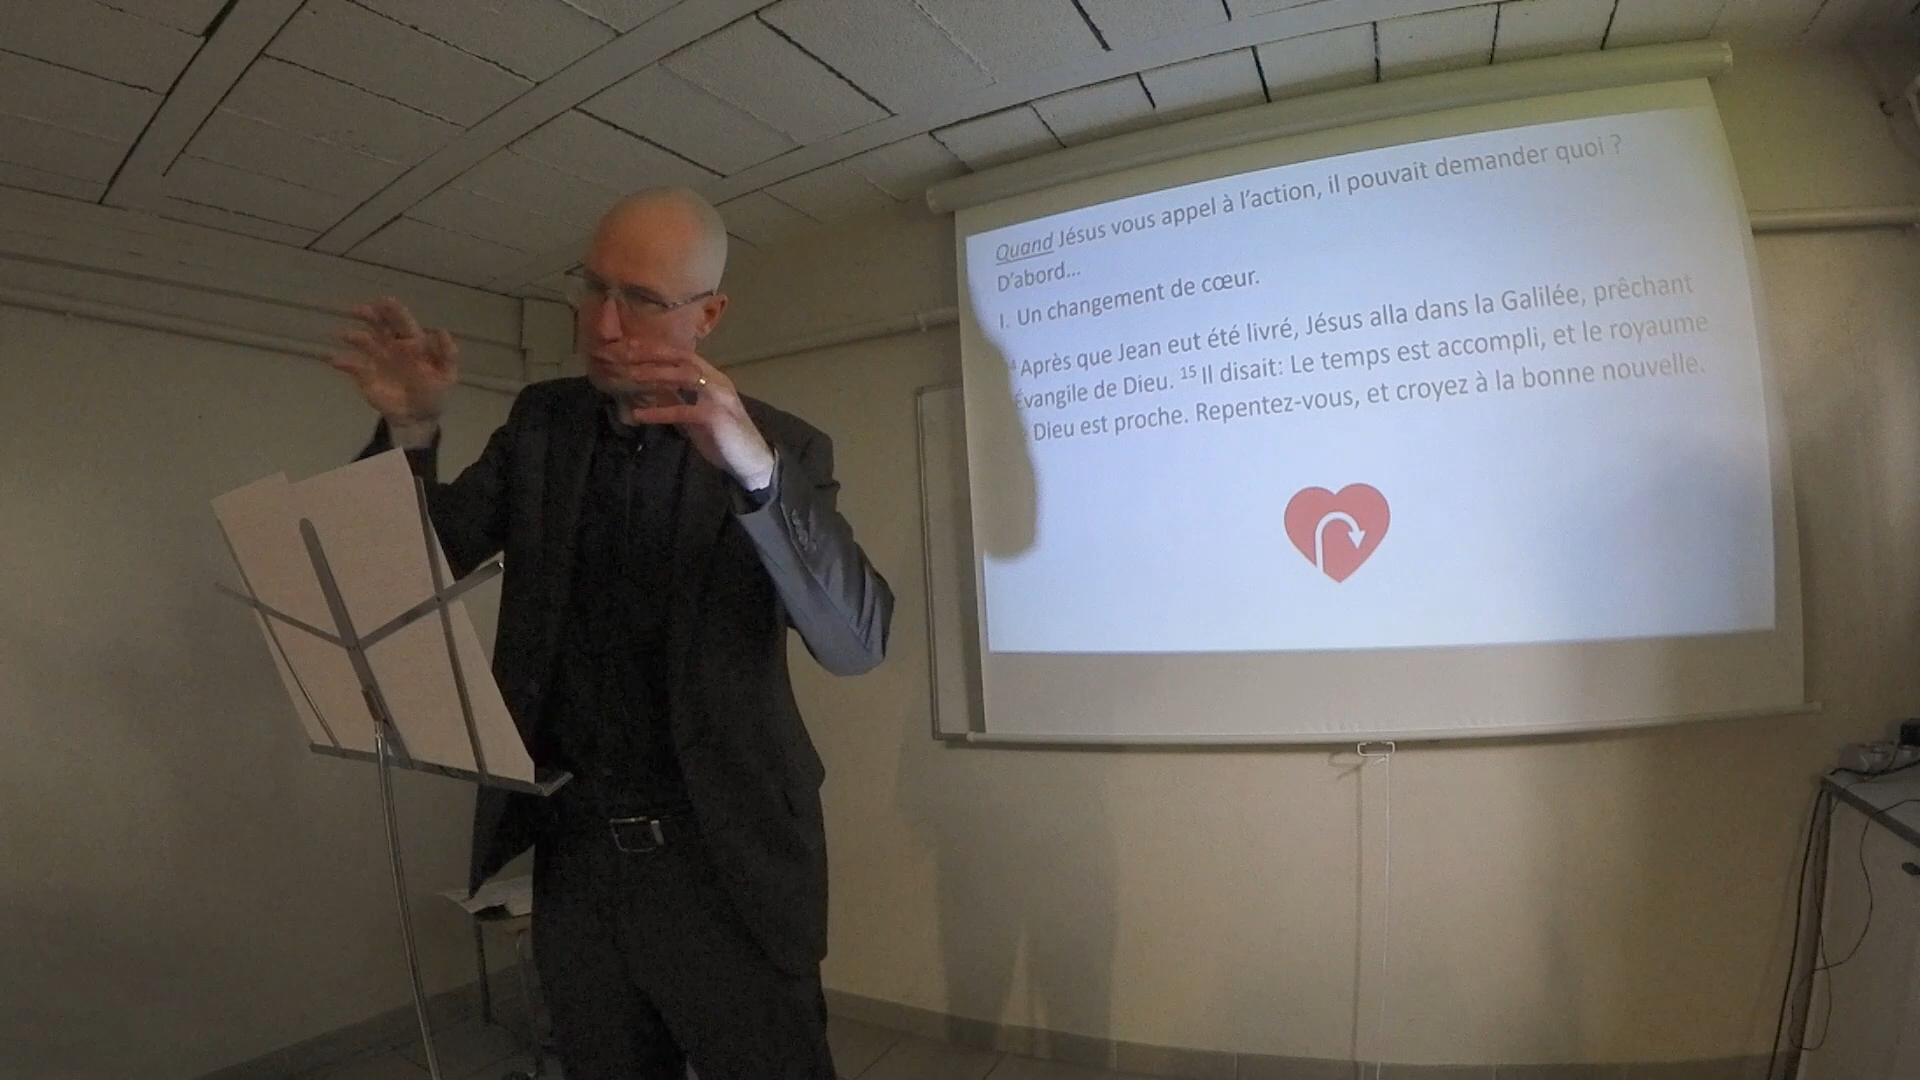 Quand Jésus vous appel à l'action, il pouvait demander quoi ?
D'abord...
I. Un changement de cœur.
Après que Jean eut été livré, Jésus alla dans la Galilée, prêchant
Évangile de Dieu. 15 Il disait: Le temps est accompli, et le royaume
Dieu est proche. Repentez-vous, et croyez à la bonne nouvelle.